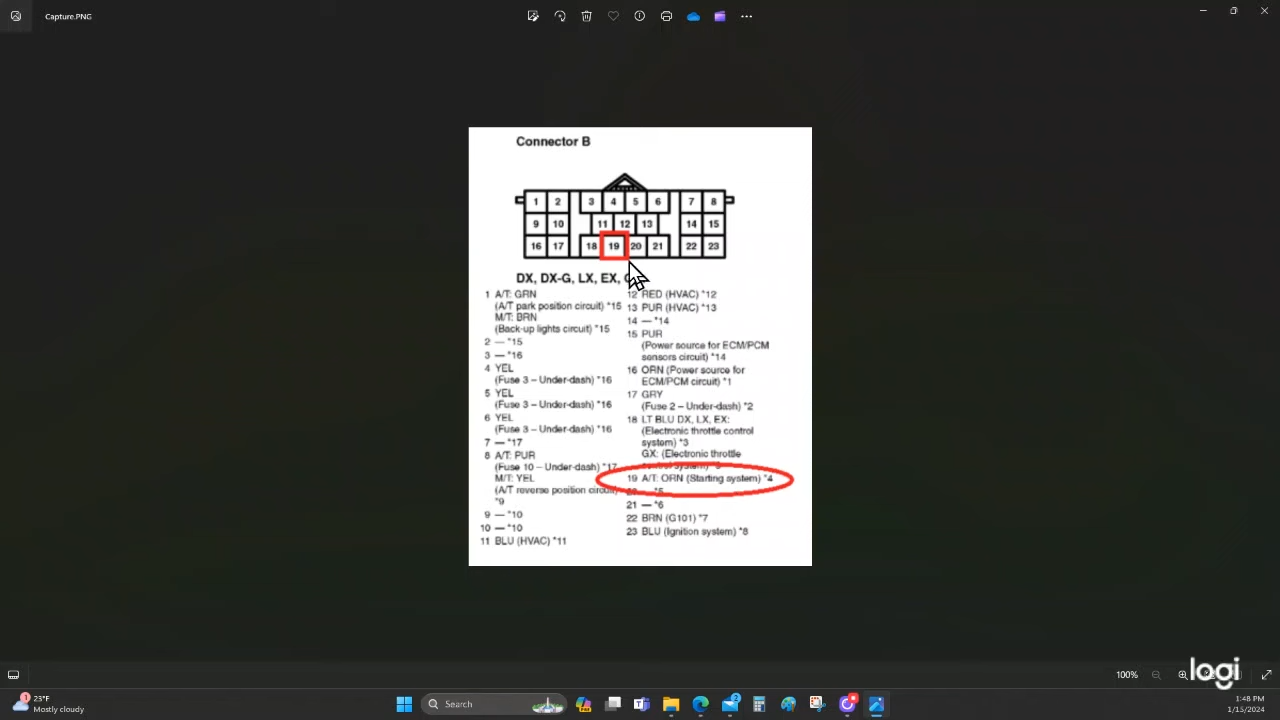 Capture.PNG
Connector B
1 2 3 4 5 6 7 8
9 10 11 12 13 14 15
16 17 18 19 20 21 22 23
DX, DX-G, LX, EX,
1 A/T: GRN
(A/T park position circuit) *15
M/T: BRN
(Back-up lights circuit) *15
2 — *15
3 — *16
4 YEL
(Fuse 3 – Under-dash) *16
5 YEL
(Fuse 3 – Under-dash) *16
6 YEL
(Fuse 3 – Under-dash) *16
7 — *17
8 A/T: PUR
(Fuse 10 – Under-dash) *17
M/T: YEL
(A/T reverse position circuit)
*9
9 — *10
10 — *10
11 BLU (HVAC) *11
12 RED (HVAC) *12
13 PUR (HVAC) *13
14 — *14
15 PUR
(Power source for ECM/PCM
sensors circuit) *14
16 ORN (Power source for
ECM/PCM circuit) *1
17 GRY
(Fuse 2 – Under-dash) *2
18 LT BLU DX, LX, EX:
(Electronic throttle control
system) *3
GX: (Electronic throttle
control system) *3
19 A/T: ORN (Starting system) *4
20 — *5
21 — *6
22 BRN (G101) *7
23 BLU (Ignition system) *8
100%
logi
1
23°F
Mostly cloudy
Search
2
1:48 PM
1/15/2024